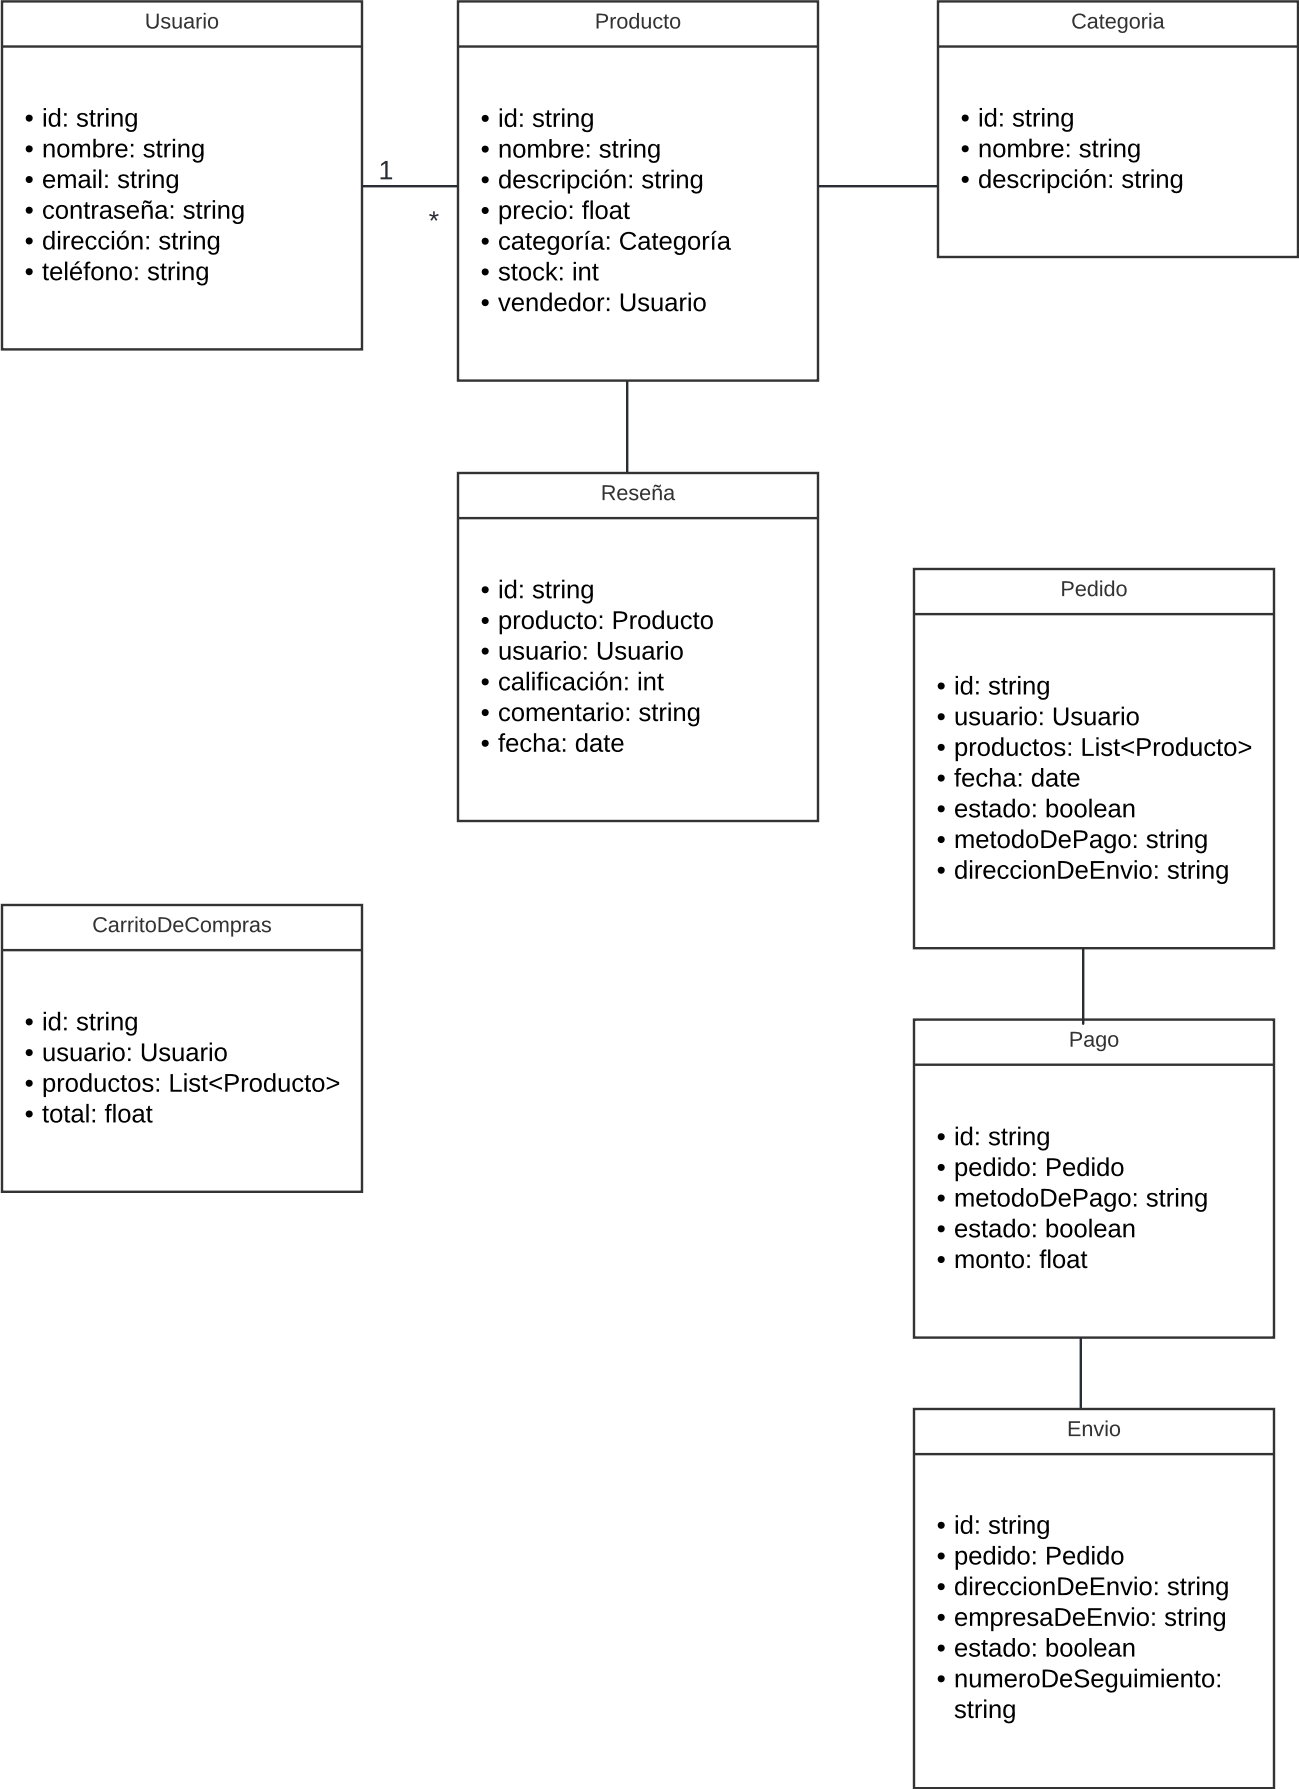 Usuario
• id: string
• nombre: string
• email: string
• contraseña: string
• dirección: string
• teléfono: string
1
*
Producto
• id: string
• nombre: string
• descripción: string
• precio: float
• categoría: Categoría
• stock: int
• vendedor: Usuario
Categoria
• id: string
• nombre: string
• descripción: string
Reseña
• id: string
• producto: Producto
• usuario: Usuario
• calificación: int
• comentario: string
• fecha: date
Pedido
• id: string
• usuario: Usuario
• productos: List<Producto>
• fecha: date
• estado: boolean
• metodoDePago: string
• direccionDeEnvio: string
CarritoDeCompras
• id: string
• usuario: Usuario
• productos: List<Producto>
• total: float
Pago
• id: string
• pedido: Pedido
• metodoDePago: string
• estado: boolean
• monto: float
Envio
• id: string
• pedido: Pedido
• direccionDeEnvio: string
• empresaDeEnvio: string
• estado: boolean
• numeroDeSeguimiento:
string